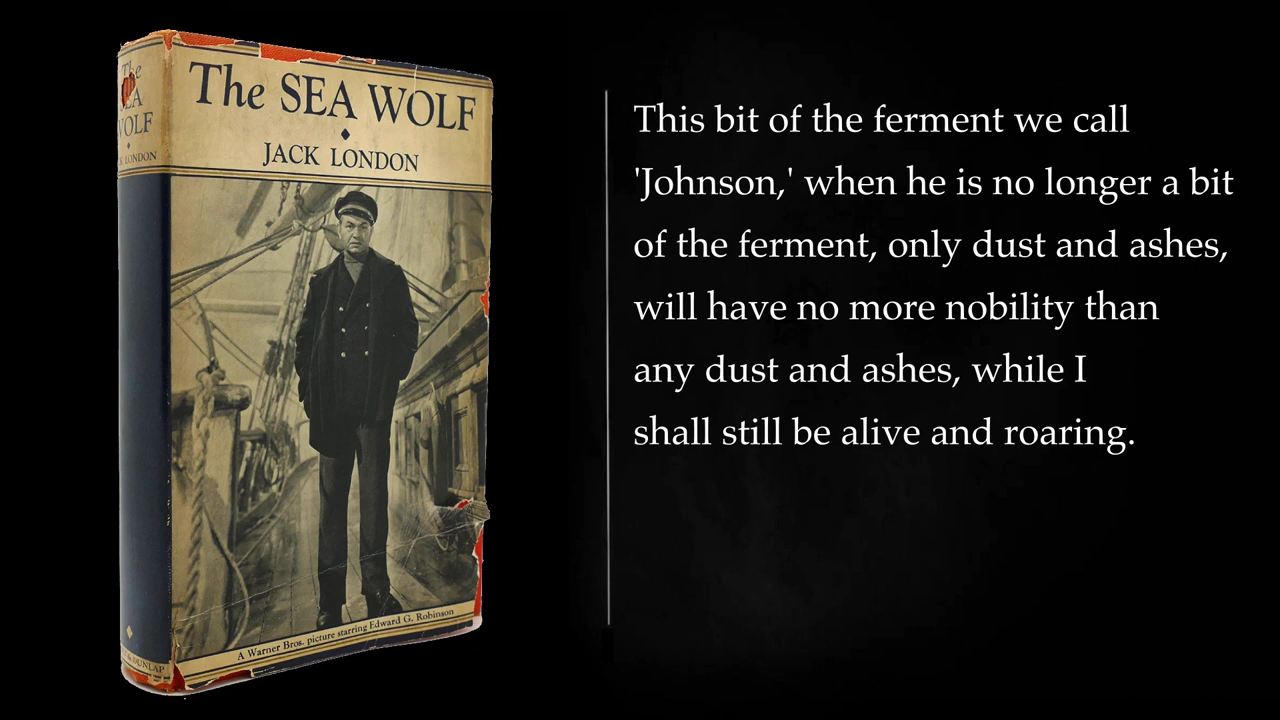 The SEA WOLF
JACK LONDON
The
SEA
WOLF
LONDON
A Warner Bros. picture starring Edward G. Robinson
DUNLAP
This bit of the ferment we call
'Johnson,' when he is no longer a bit
of the ferment, only dust and ashes,
will have no more nobility than
any dust and ashes, while I
shall still be alive and roaring.